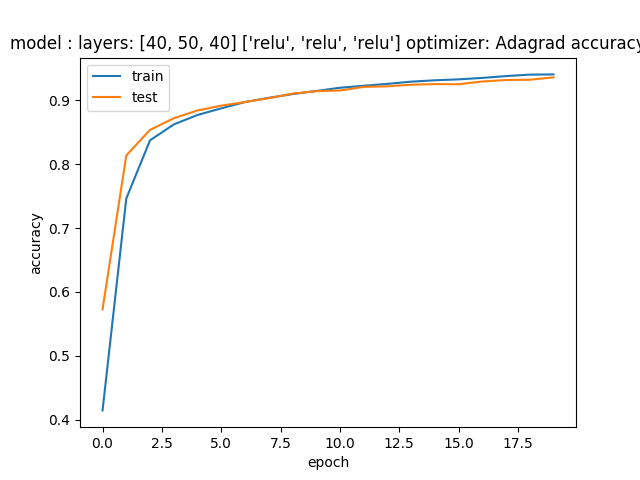 model : layers: [40, 50, 40] ['relu', 'relu', 'relu'] optimizer: Adagrad accuracy
train
test
0.9
0.8
0.7
0.6
0.5
0.4
accuracy
0.0 2.5 5.0 7.5 10.0 12.5 15.0 17.5
epoch